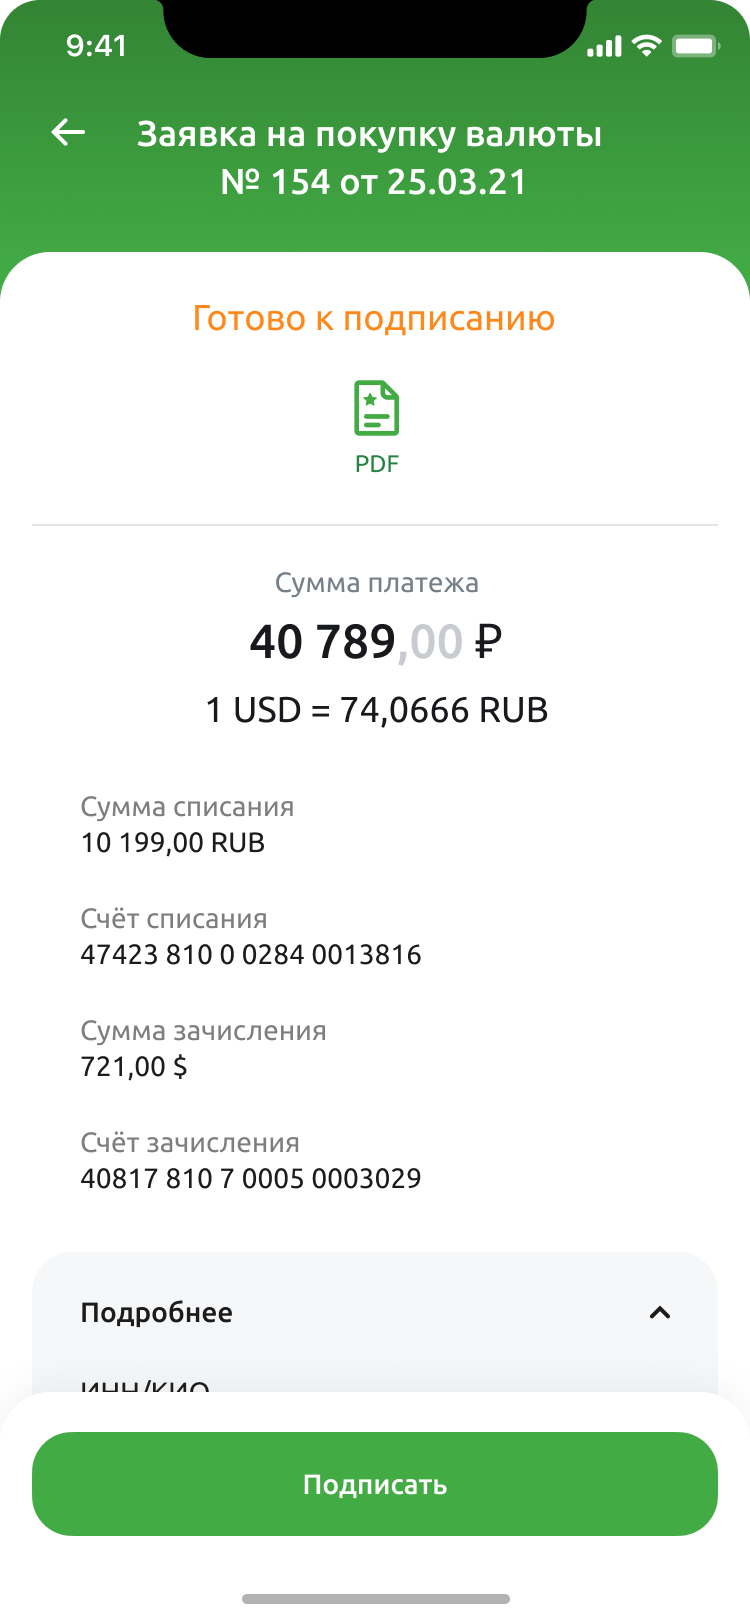 9:41
Заявка на покупку валюты
№ 154 от 25.03.21
Готово к подписанию
PDF
Сумма платежа
40 789,00 ₽
1 USD = 74,0666 RUB
Сумма списания
10 199,00 RUB
Счёт списания
47423 810 0 0284 0013816
Сумма зачисления
721,00 $
Счёт зачисления
40817 810 7 0005 0003029
Подробнее
ИНН/КИО
Подписать